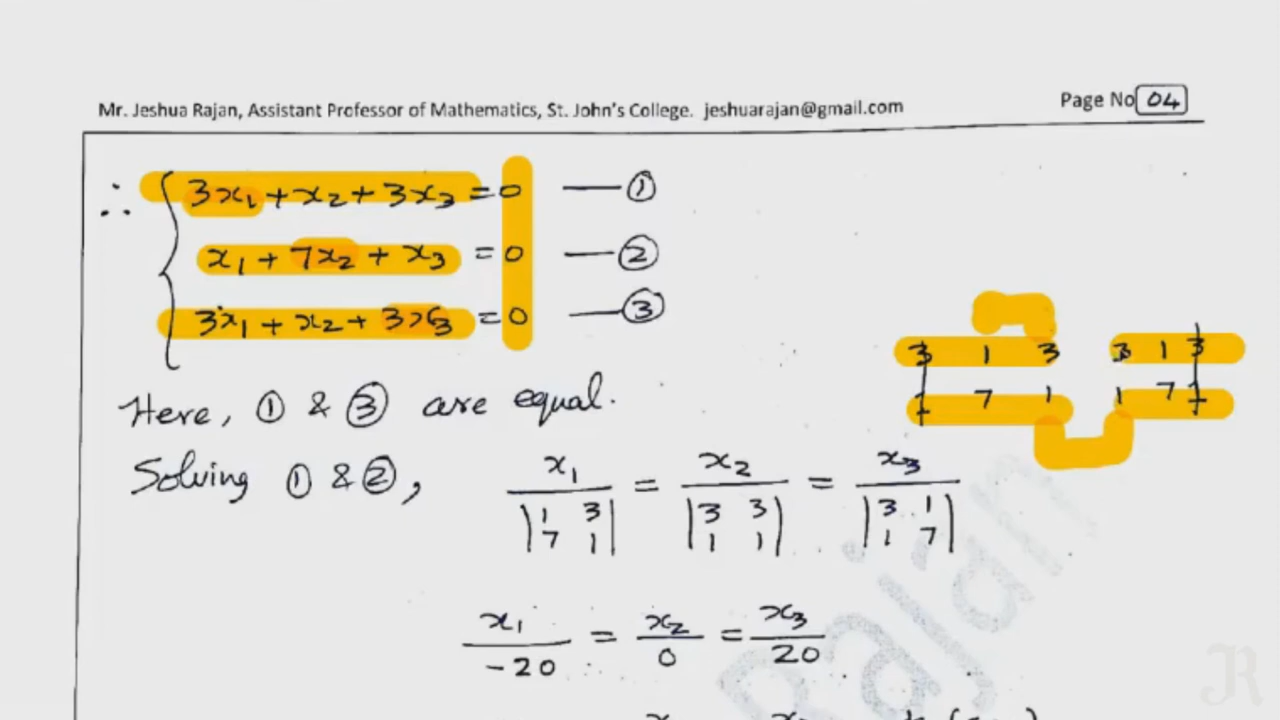 Mr. Jeshua Rajan, Assistant Professor of Mathematics, St. John's College. jeshuarajan@gmail.com Page No 04
∴ { 3x₁ + x₂ + 3x₃ = 0 —— ①
x₁ + 7x₂ + x₃ = 0 —— ②
3x₁ + x₂ + 3x₃ = 0 —— ③
3 1 3 3 1 3
1 7 1 1 7 1
Here, ① & ③ are equal.
Solving ① & ②,
x₁ = x₂ = x₃
|1 3| |3 3| |3 1|
|7 1| |1 1| |1 7|
x₁ = x₂ = x₃
-20 0 20
Rajan
JR